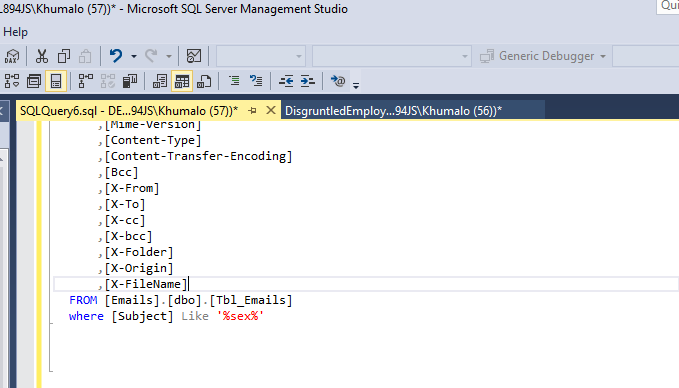 L894JS\Khumalo (57))* - Microsoft SQL Server Management Studio
Qui
Help
DAX
Generic Debugger
SQLQuery6.sql - DE...94JS\Khumalo (57))*
DisgruntledEmploy...94JS\Khumalo (56))*
,[Mime-Version]
,[Content-Type]
,[Content-Transfer-Encoding]
,[Bcc]
,[X-From]
,[X-To]
,[X-cc]
,[X-bcc]
,[X-Folder]
,[X-Origin]
,[X-FileName]
FROM [Emails].[dbo].[Tbl_Emails]
where [Subject] Like '%sex%'